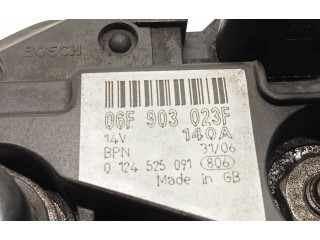 BOSCH
06F 903 023F
14V 140A
BPN 31/06
0 124 525 091 806
Made in GB